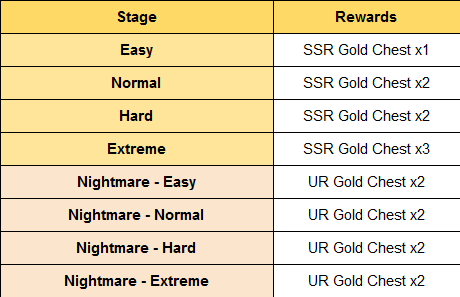 Stage Rewards
Easy SSR Gold Chest x1
Normal SSR Gold Chest x2
Hard SSR Gold Chest x2
Extreme SSR Gold Chest x3
Nightmare - Easy UR Gold Chest x2
Nightmare - Normal UR Gold Chest x2
Nightmare - Hard UR Gold Chest x2
Nightmare - Extreme UR Gold Chest x2